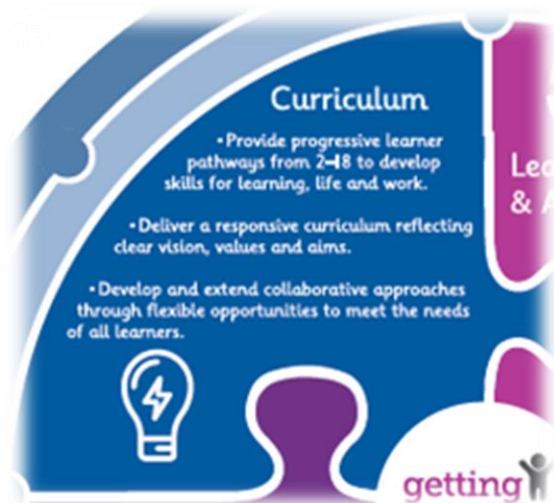 Curriculum
• Provide progressive learner
pathways from 2-18 to develop
skills for learning, life and work.
• Deliver a responsive curriculum reflecting
clear vision, values and aims.
• Develop and extend collaborative approaches
through flexible opportunities to meet the needs
of all learners.
&
getting